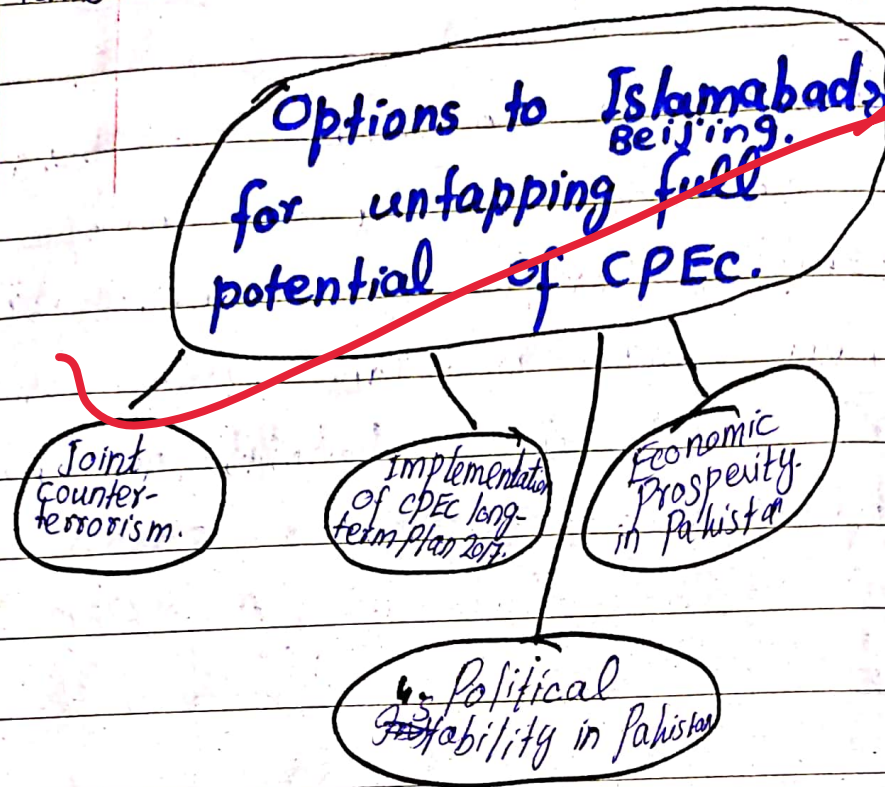 Options to Islamabad &
Beijing.
for untapping full
potential of CPEC.
Joint
counter-
terrorism.
Implementation
of CPEC long-
term Plan 2017.
Economic
Prosperity
in Pakistan
Political
Stability in Pakistan